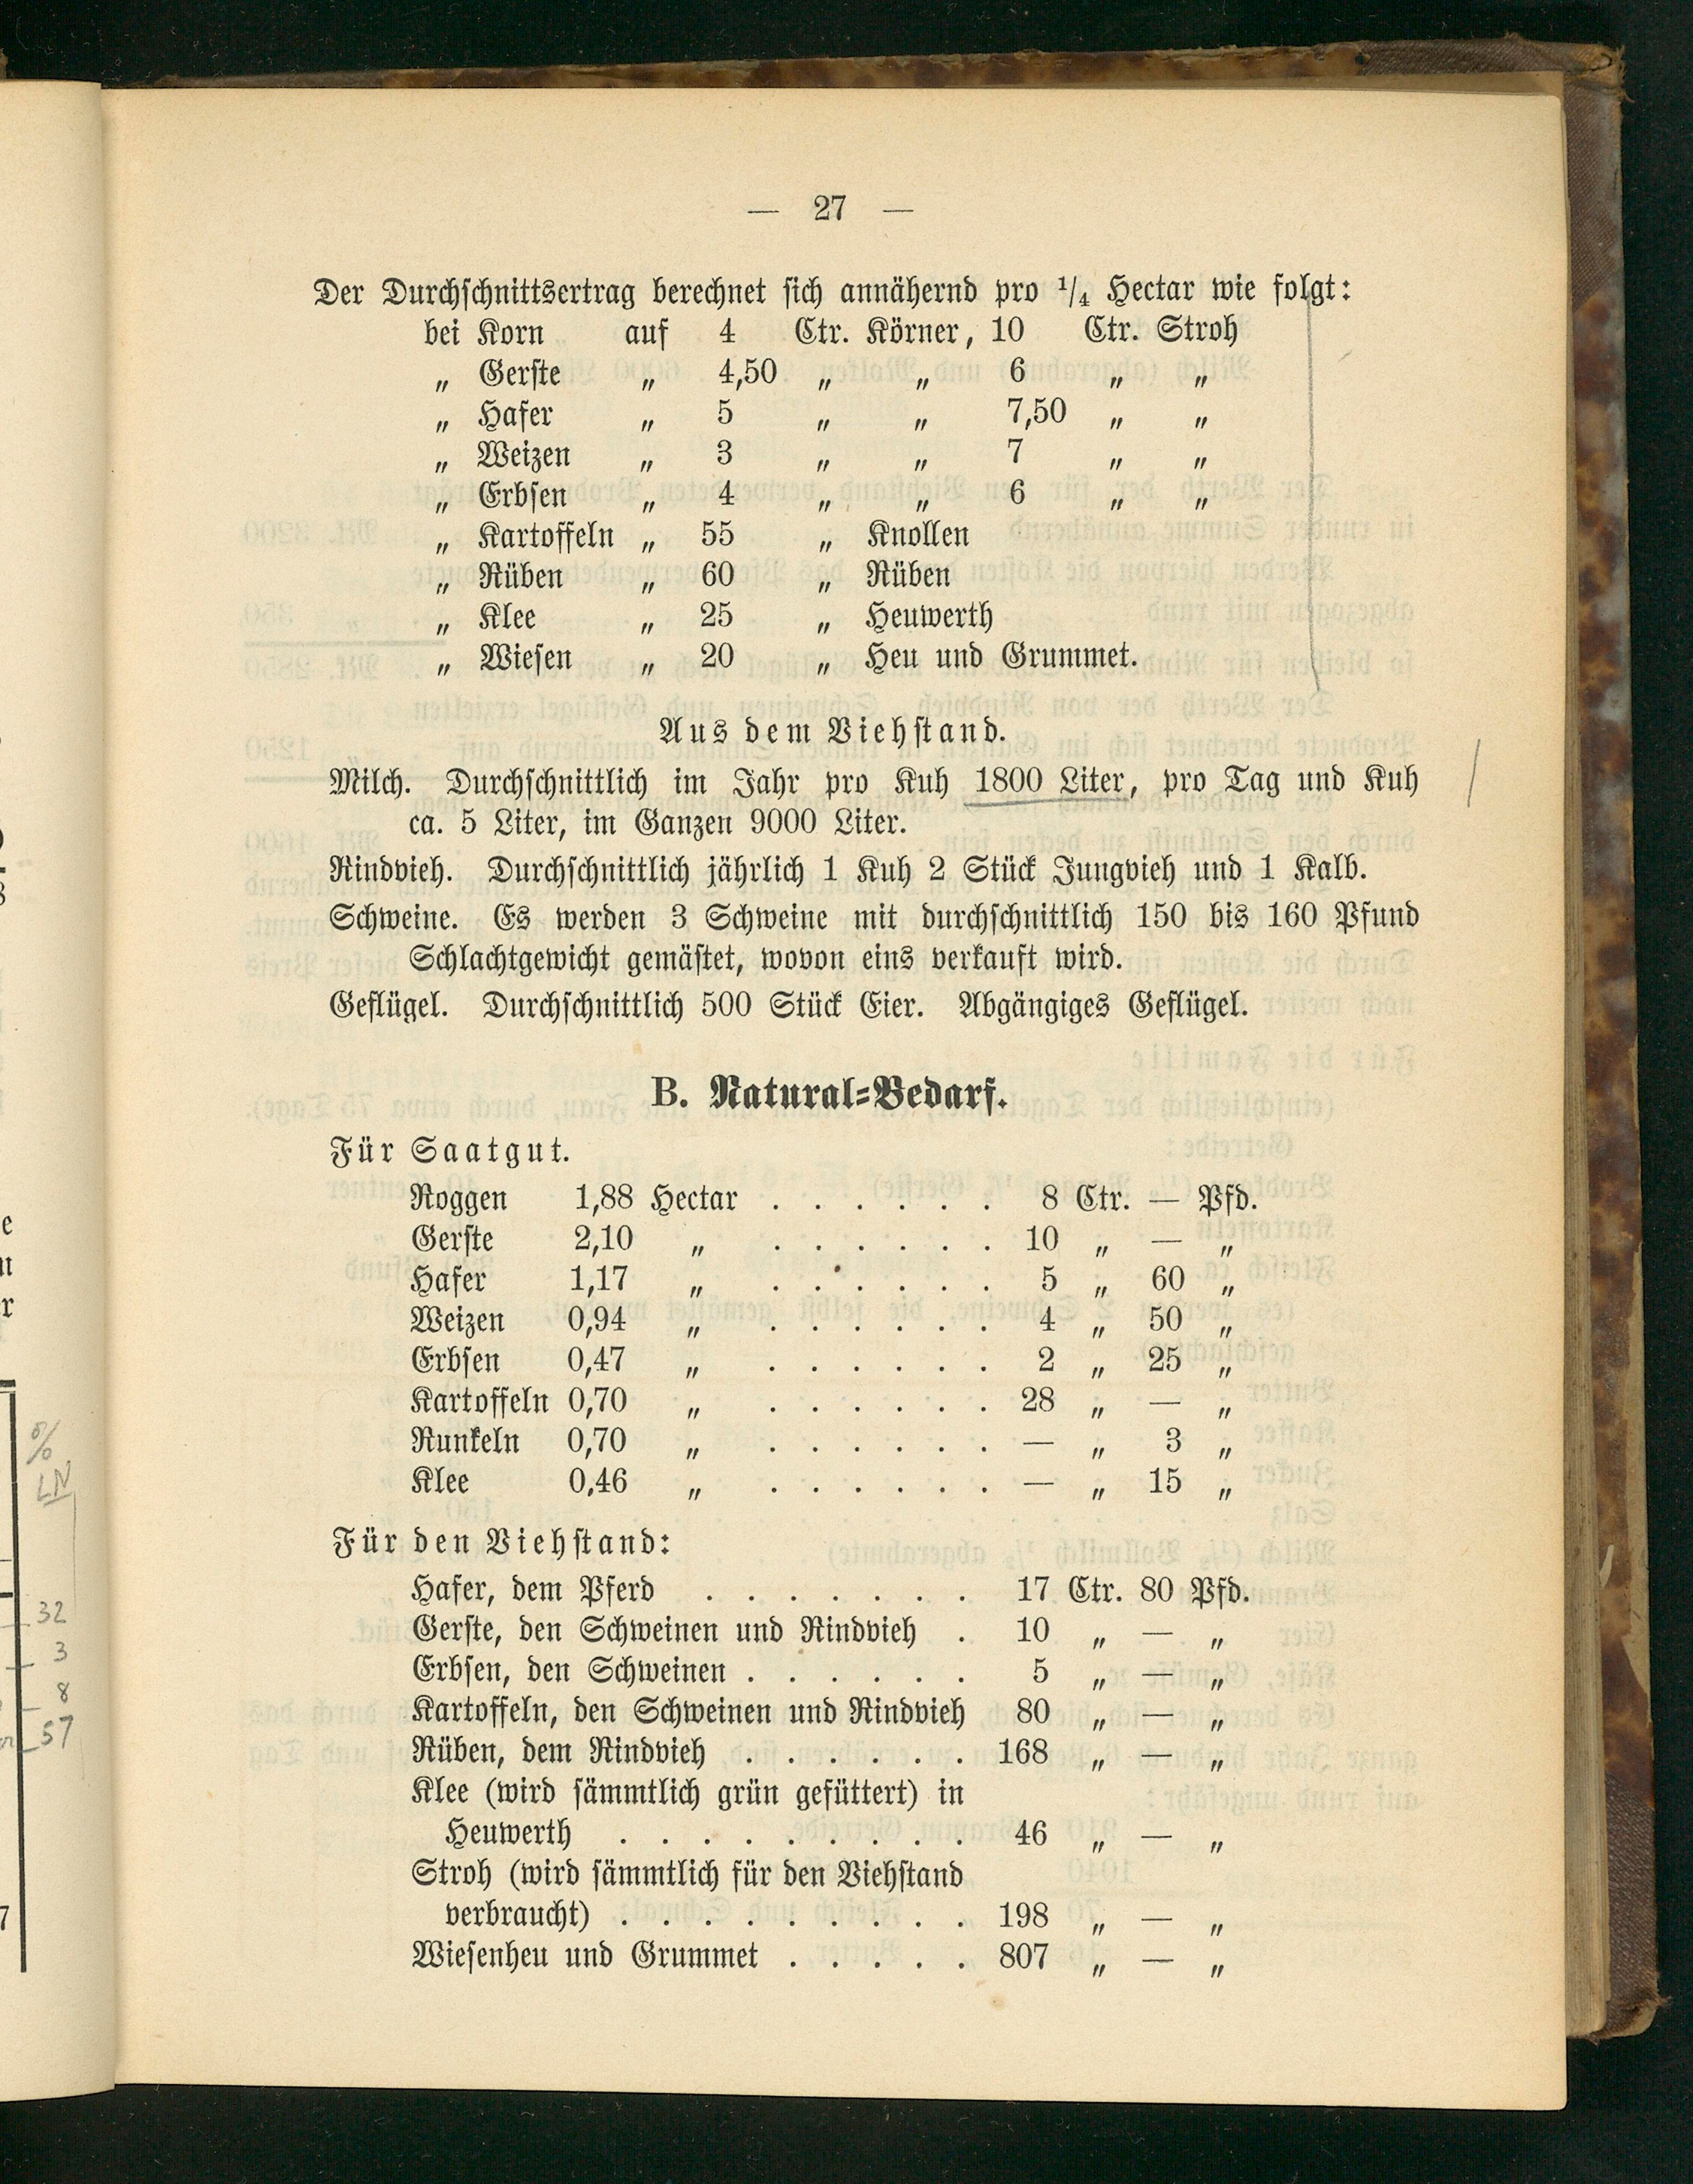 — 27 —
Der Durchschnittsertrag berechnet sich annähernd pro 1/4 Hectar wie folgt:
bei Korn auf 4 Ctr. Körner, 10 Ctr. Stroh
„ Gerste „ 4,50 „ „ 6 „ „
„ Hafer „ 5 „ „ 7,50 „ „
„ Weizen „ 3 „ „ 7 „ „
„ Erbsen „ 4 „ „ 6 „ „
„ Kartoffeln „ 55 „ Knollen
„ Rüben „ 60 „ Rüben
„ Klee „ 25 „ Heuwerth
„ Wiesen „ 20 „ Heu und Grummet.
Aus dem Viehstand.
Milch. Durchschnittlich im Jahr pro Kuh 1800 Liter, pro Tag und Kuh
ca. 5 Liter, im Ganzen 9000 Liter.
Rindvieh. Durchschnittlich jährlich 1 Kuh 2 Stück Jungvieh und 1 Kalb.
Schweine. Es werden 3 Schweine mit durchschnittlich 150 bis 160 Pfund
Schlachtgewicht gemästet, wovon eins verkauft wird.
Geflügel. Durchschnittlich 500 Stück Eier. Abgängiges Geflügel.
B. Natural-Bedarf.
Für Saatgut.
Roggen 1,88 Hectar . . . . . . 8 Ctr. — Pfd.
Gerste 2,10 „ . . . . . . 10 „ — „
Hafer 1,17 „ . . . . . . 5 „ 60 „
Weizen 0,94 „ . . . . . . 4 „ 50 „
Erbsen 0,47 „ . . . . . . 2 „ 25 „
Kartoffeln 0,70 „ . . . . . . 28 „ — „
Runkeln 0,70 „ . . . . . . — „ 3 „
Klee 0,46 „ . . . . . . — „ 15 „
Für den Viehstand:
Hafer, dem Pferd . . . . . . . 17 Ctr. 80 Pfd.
Gerste, den Schweinen und Rindvieh . 10 „ — „
Erbsen, den Schweinen . . . . . . 5 „ — „
Kartoffeln, den Schweinen und Rindvieh 80 „ — „
Rüben, dem Rindvieh . . . . . . 168 „ — „
Klee (wird sämmtlich grün gefüttert) in
Heuwerth . . . . . . . . . 46 „ — „
Stroh (wird sämmtlich für den Viehstand
verbraucht) . . . . . . . . . 198 „ — „
Wiesenheu und Grummet . . . . . 807 „ — „
%
LN
32
3
8
57